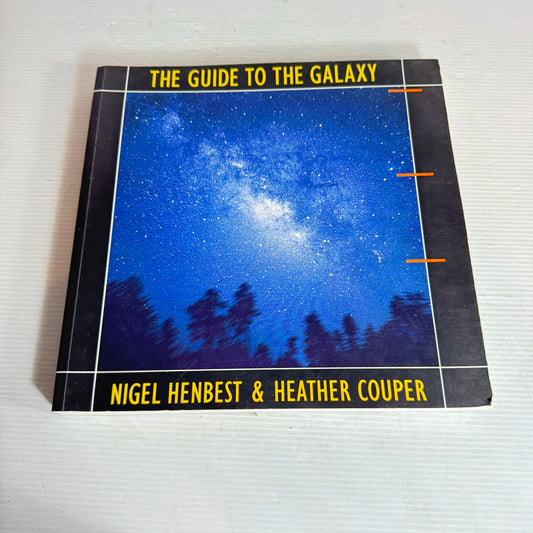 THE GUIDE TO THE GALAXY
NIGEL HENBEST & HEATHER COUPER